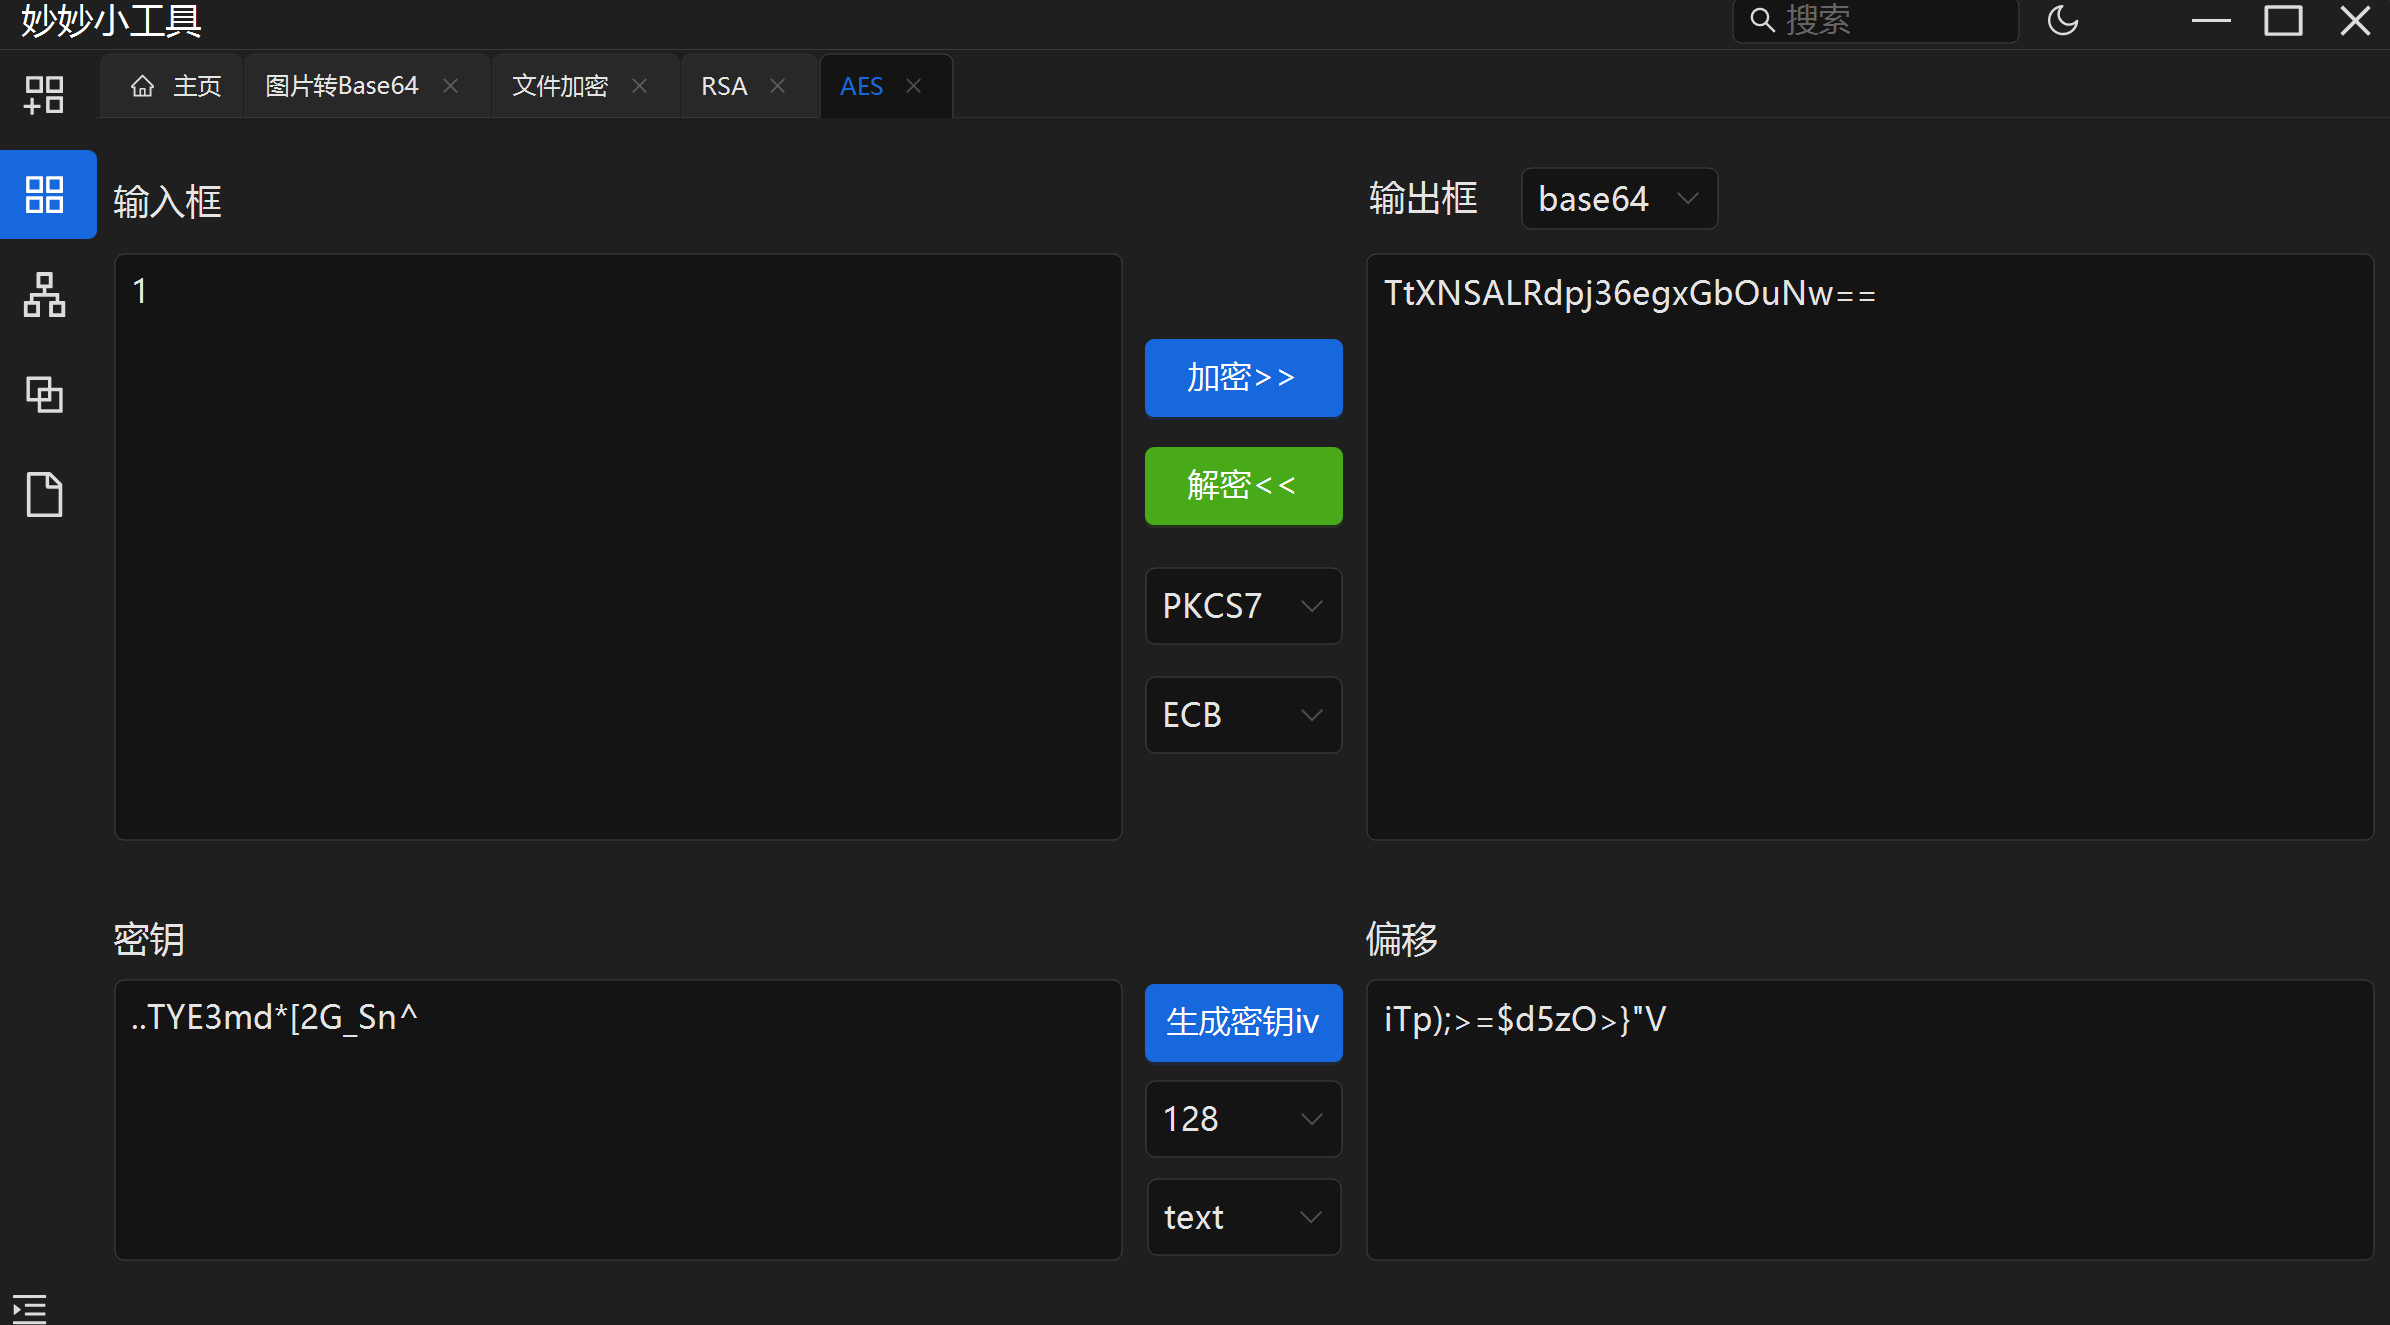 妙妙小工具
搜索
主页
图片转Base64
文件加密
RSA
AES
输入框
输出框
base64
1
TtXNSALRdpj36egxGbOuNw==
加密>>
解密<<
PKCS7
ECB
密钥
偏移
..TYE3md*[2G_Sn^
生成密钥iv
iTp);>=$d5zO>}"V
128
text